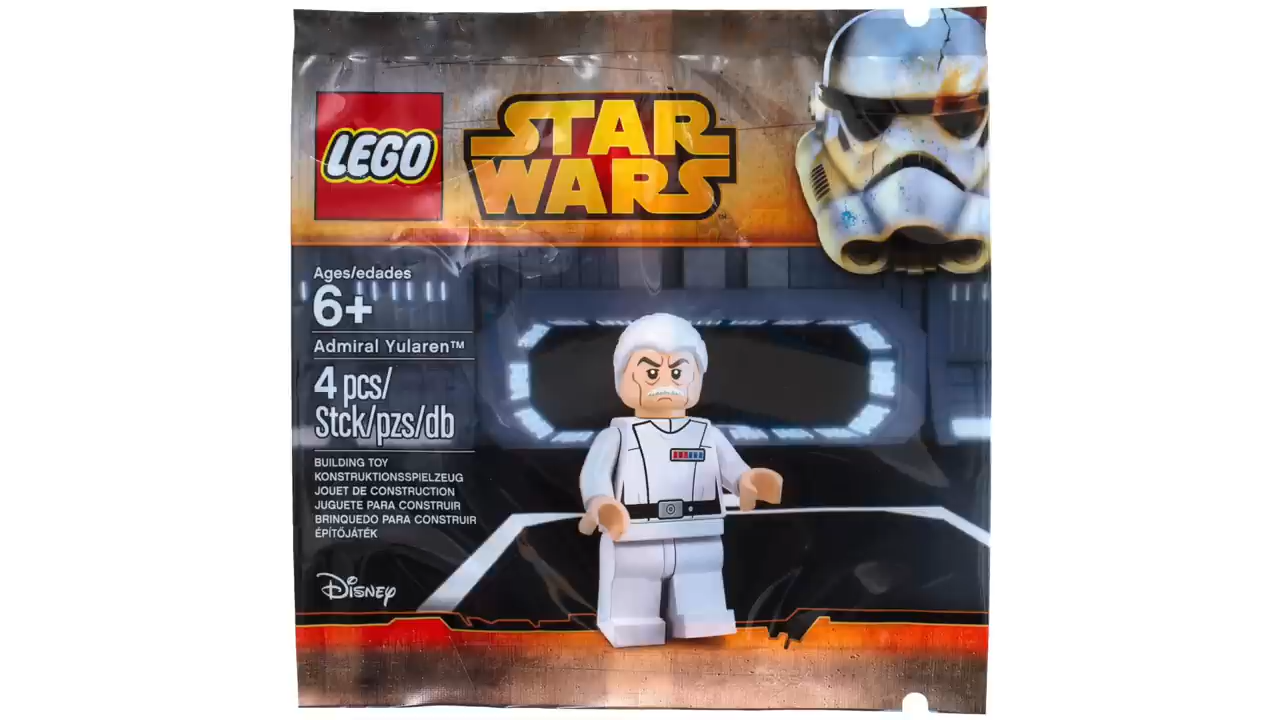 LEGO
STAR
WARS
TM
Ages/edades
6+
Admiral Yularen™
4 pcs/
Stck/pzs/db
BUILDING TOY
KONSTRUKTIONSSPIELZEUG
JOUET DE CONSTRUCTION
JUGUETE PARA CONSTRUIR
BRINQUEDO PARA CONSTRUIR
ÉPÍTŐJÁTÉK
Disney